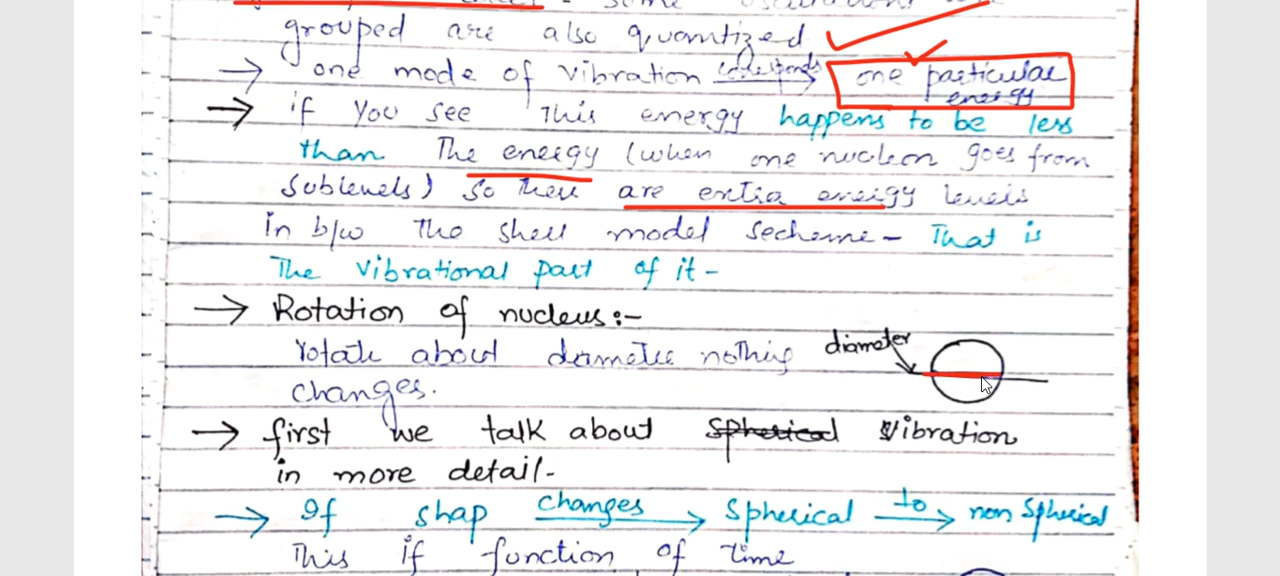 grouped are also quantized
→ one mode of vibration corresponds → one particular energy
→ if you see This energy happens to be less
than The energy (when one nucleon goes from
Sublevels) so there are extra energy levels
In b/w The shell model secheme - That is
The vibrational part of it -
→ Rotation of nucleus:-
rotate about diametee nothing
diameter
changes.
→ first we talk about Spherical Vibration
in more detail-
→ If shap changes → Spherical to → non Spherical
This if function of time